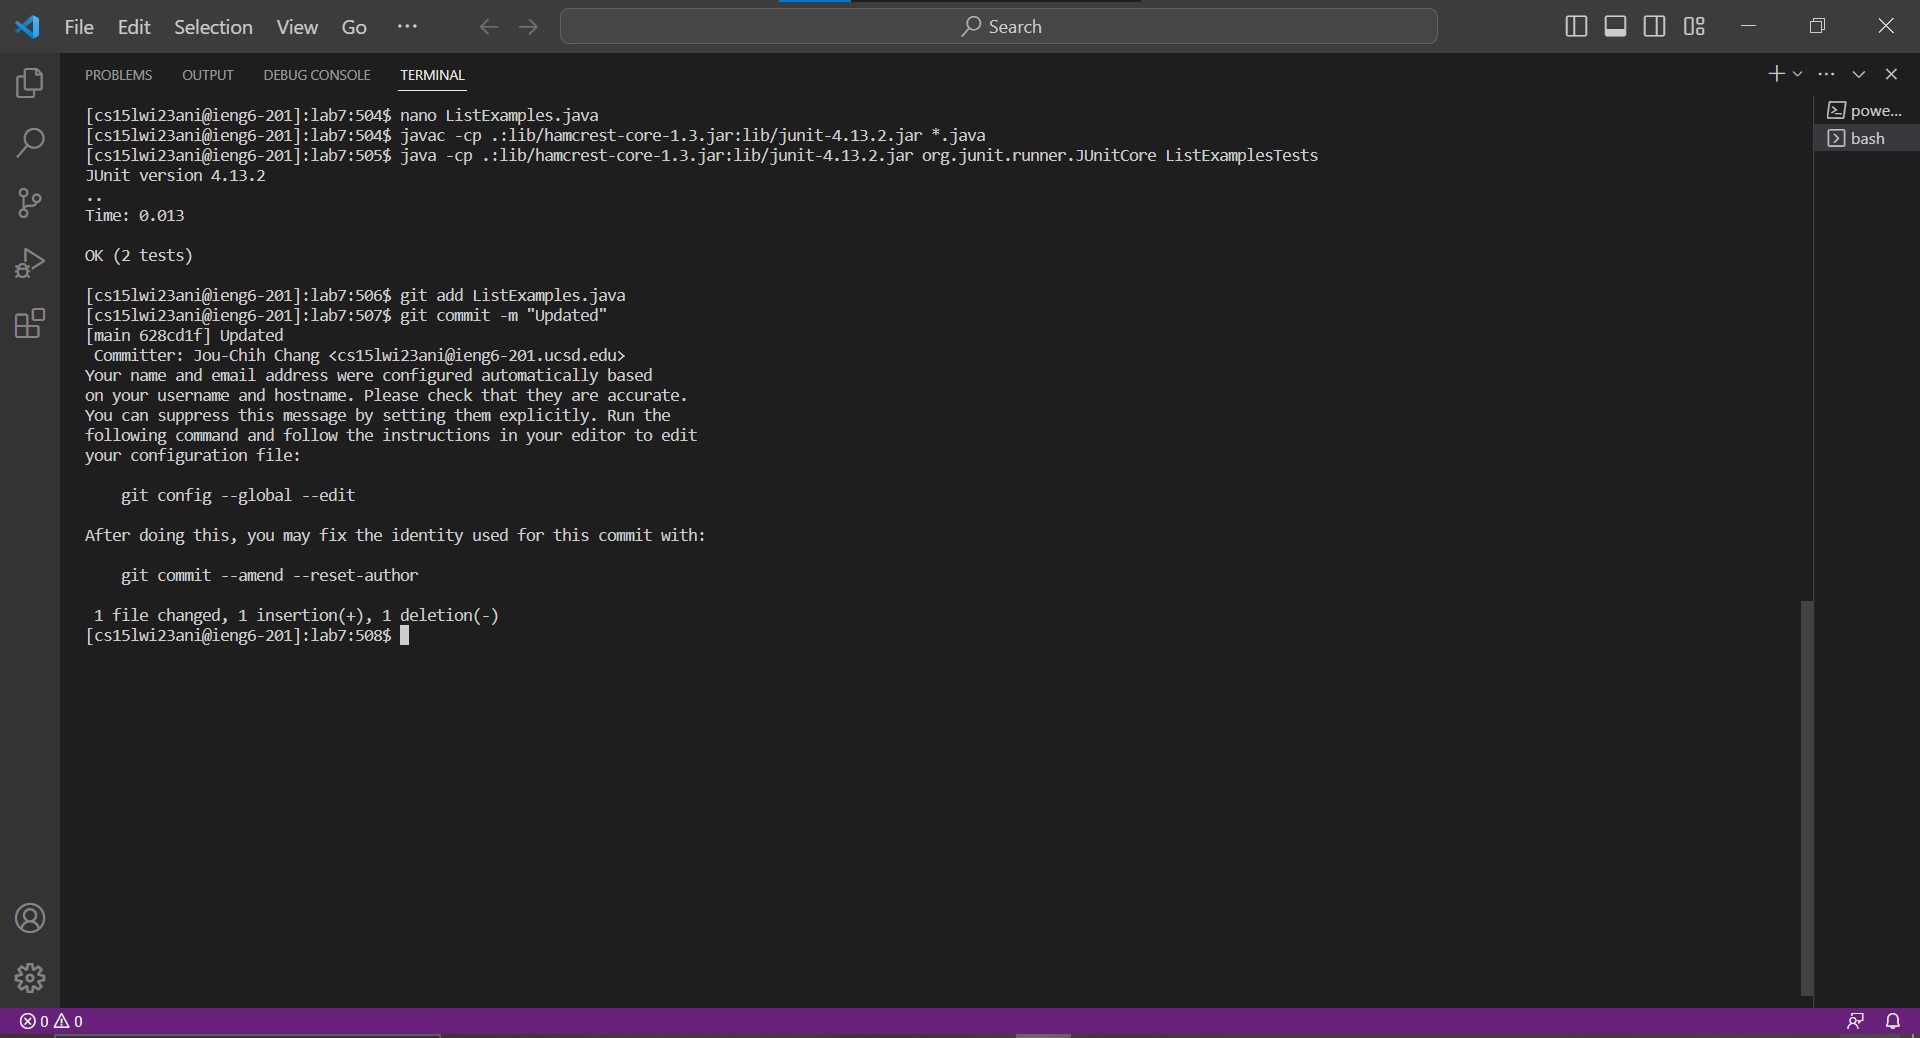 File Edit Selection View Go ···
Search
PROBLEMS OUTPUT DEBUG CONSOLE TERMINAL
[cs15lwi23ani@ieng6-201]:lab7:504$ nano ListExamples.java
[cs15lwi23ani@ieng6-201]:lab7:504$ javac -cp .:lib/hamcrest-core-1.3.jar:lib/junit-4.13.2.jar *.java
[cs15lwi23ani@ieng6-201]:lab7:505$ java -cp .:lib/hamcrest-core-1.3.jar:lib/junit-4.13.2.jar org.junit.runner.JUnitCore ListExamplesTests
JUnit version 4.13.2
..
Time: 0.013
OK (2 tests)
[cs15lwi23ani@ieng6-201]:lab7:506$ git add ListExamples.java
[cs15lwi23ani@ieng6-201]:lab7:507$ git commit -m "Updated"
[main 628cd1f] Updated
Committer: Jou-Chih Chang <cs15lwi23ani@ieng6-201.ucsd.edu>
Your name and email address were configured automatically based
on your username and hostname. Please check that they are accurate.
You can suppress this message by setting them explicitly. Run the
following command and follow the instructions in your editor to edit
your configuration file:
git config --global --edit
After doing this, you may fix the identity used for this commit with:
git commit --amend --reset-author
1 file changed, 1 insertion(+), 1 deletion(-)
[cs15lwi23ani@ieng6-201]:lab7:508$
powe...
bash
0 0